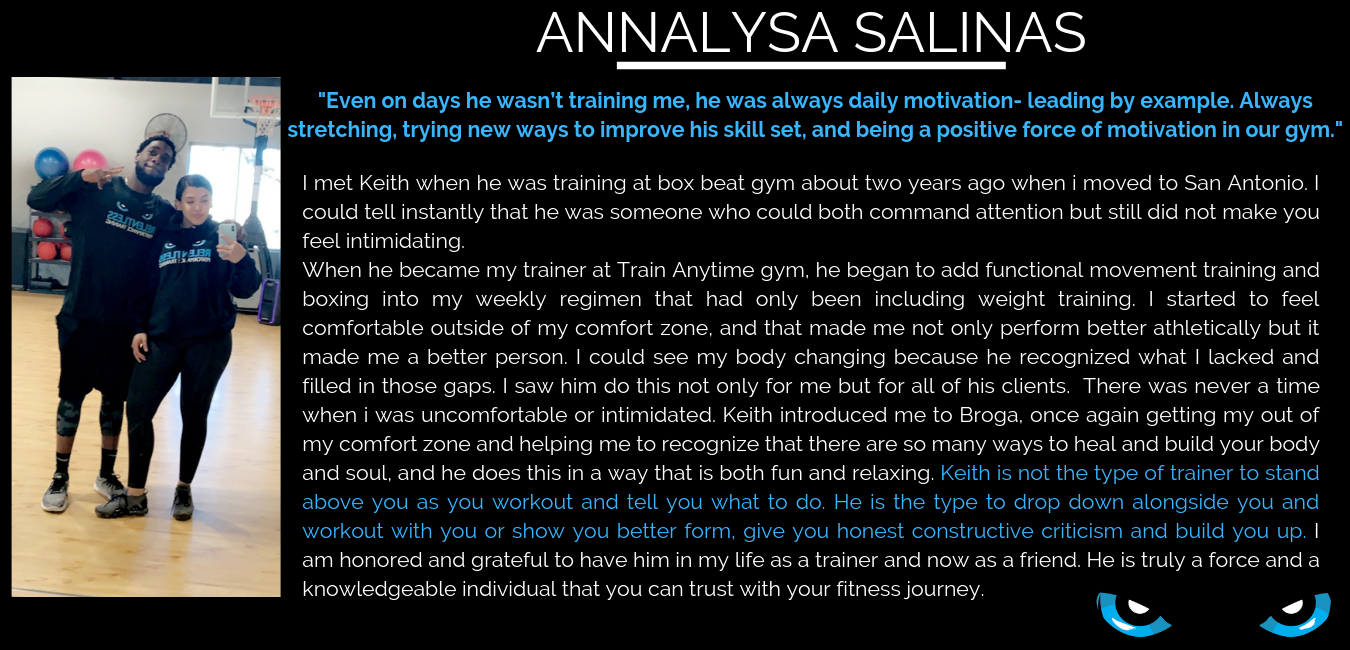 ANNALYSA SALINAS
"Even on days he wasn't training me, he was always daily motivation- leading by example. Always
stretching, trying new ways to improve his skill set, and being a positive force of motivation in our gym."
I met Keith when he was training at box beat gym about two years ago when i moved to San Antonio. I
could tell instantly that he was someone who could both command attention but still did not make you
feel intimidating.
When he became my trainer at Train Anytime gym, he began to add functional movement training and
boxing into my weekly regimen that had only been including weight training. I started to feel
comfortable outside of my comfort zone, and that made me not only perform better athletically but it
made me a better person. I could see my body changing because he recognized what I lacked and
filled in those gaps. I saw him do this not only for me but for all of his clients. There was never a time
when i was uncomfortable or intimidated. Keith introduced me to Broga, once again getting my out of
my comfort zone and helping me to recognize that there are so many ways to heal and build your body
and soul, and he does this in a way that is both fun and relaxing. Keith is not the type of trainer to stand
above you as you workout and tell you what to do. He is the type to drop down alongside you and
workout with you or show you better form, give you honest constructive criticism and build you up. I
am honored and grateful to have him in my life as a trainer and now as a friend. He is truly a force and a
knowledgeable individual that you can trust with your fitness journey.
RELENTLESS